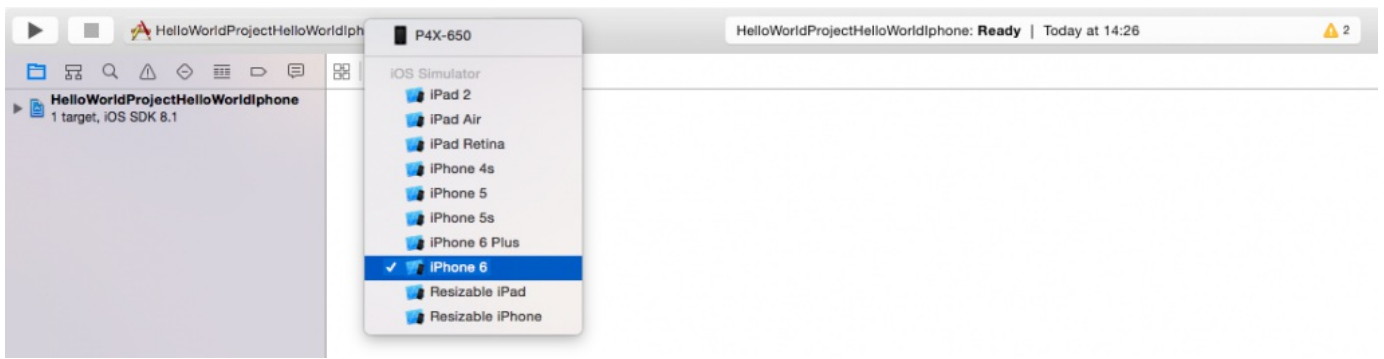 HelloWorldProjectHelloWorldIph
P4X-650
HelloWorldProjectHelloWorldIphone: Ready | Today at 14:26
2
HelloWorldProjectHelloWorldIphone
1 target, iOS SDK 8.1
iOS Simulator
iPad 2
iPad Air
iPad Retina
iPhone 4s
iPhone 5
iPhone 5s
iPhone 6 Plus
iPhone 6
Resizable iPad
Resizable iPhone